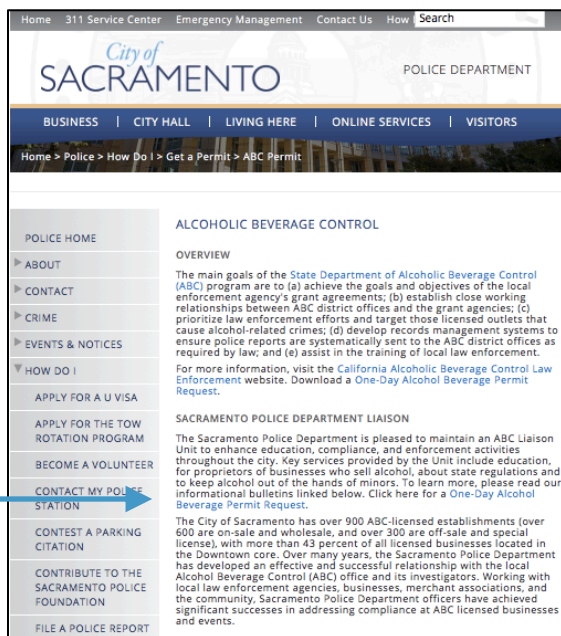 Home 311 Service Center Emergency Management Contact Us How I Search
City of
SACRAMENTO
POLICE DEPARTMENT
BUSINESS | CITY HALL | LIVING HERE | ONLINE SERVICES | VISITORS
Home > Police > How Do I > Get a Permit > ABC Permit
POLICE HOME
ABOUT
CONTACT
CRIME
EVENTS & NOTICES
HOW DO I
APPLY FOR A U VISA
APPLY FOR THE TOW
ROTATION PROGRAM
BECOME A VOLUNTEER
CONTACT MY POLICE
STATION
CONTEST A PARKING
CITATION
CONTRIBUTE TO THE
SACRAMENTO POLICE
FOUNDATION
FILE A POLICE REPORT
ALCOHOLIC BEVERAGE CONTROL
OVERVIEW
The main goals of the State Department of Alcoholic Beverage Control
(ABC) program are to (a) achieve the goals and objectives of the local
enforcement agency's grant agreements; (b) establish close working
relationships between ABC district offices and the grant agencies; (c)
prioritize law enforcement efforts and target those licensed outlets that
cause alcohol-related crimes; (d) develop records management systems to
ensure police reports are systematically sent to the ABC district offices as
required by law; and (e) assist in the training of local law enforcement.
For more information, visit the California Alcoholic Beverage Control Law
Enforcement website. Download a One-Day Alcohol Beverage Permit
Request.
SACRAMENTO POLICE DEPARTMENT LIAISON
The Sacramento Police Department is pleased to maintain an ABC Liaison
Unit to enhance education, compliance, and enforcement activities
throughout the city. Key services provided by the Unit include education,
for proprietors of businesses who sell alcohol, about state regulations and
to keep alcohol out of the hands of minors. To learn more, please read our
informational bulletins linked below. Click here for a One-Day Alcohol
Beverage Permit Request.
The City of Sacramento has over 900 ABC-licensed establishments (over
600 are on-sale and wholesale, and over 300 are off-sale and special
license), with more than 43 percent of all licensed businesses located in
the Downtown core. Over many years, the Sacramento Police Department
has developed an effective and successful relationship with the local
Alcohol Beverage Control (ABC) office and its investigators. Working with
local law enforcement agencies, businesses, merchant associations, and
the community, Sacramento Police Department officers have achieved
significant successes in addressing compliance at ABC licensed businesses
and events.